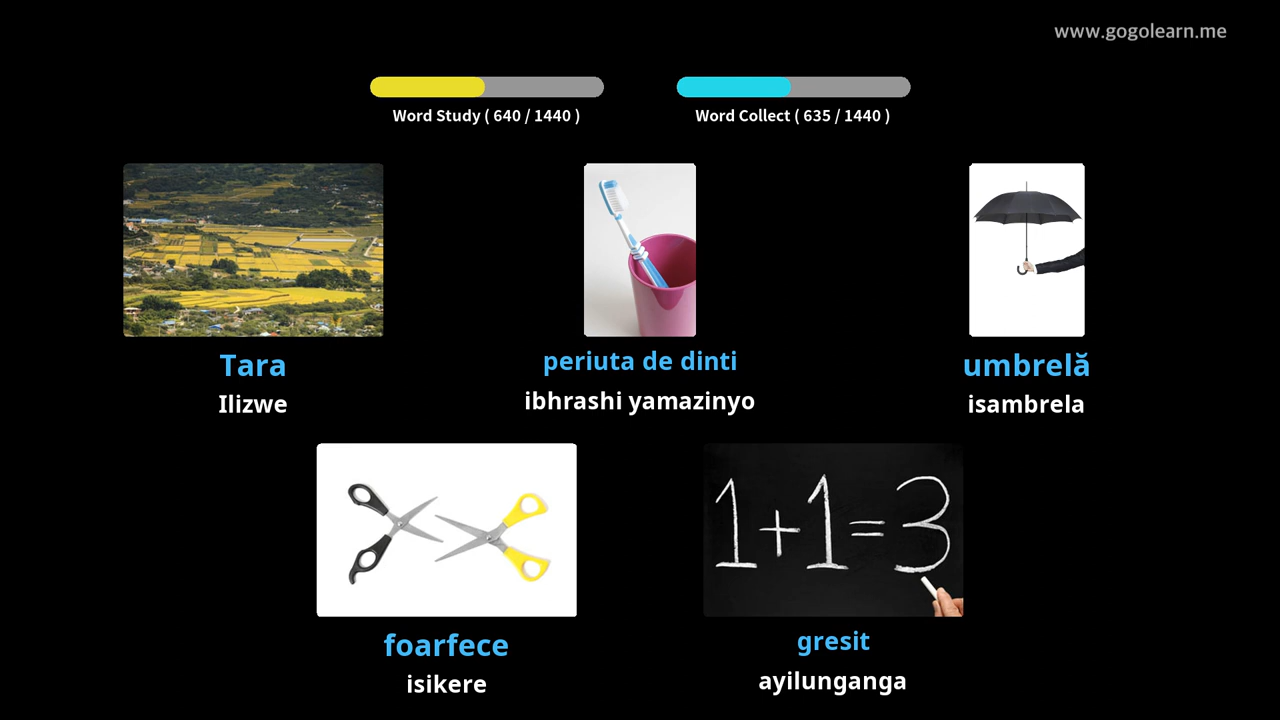 www.gogolearn.me
Word Study ( 640 / 1440 )
Word Collect ( 635 / 1440 )
Tara
Ilizwe
periuta de dinti
ibhrashi yamazinyo
umbrelă
isambrela
foarfece
isikere
1+1=3
gresit
ayilunganga